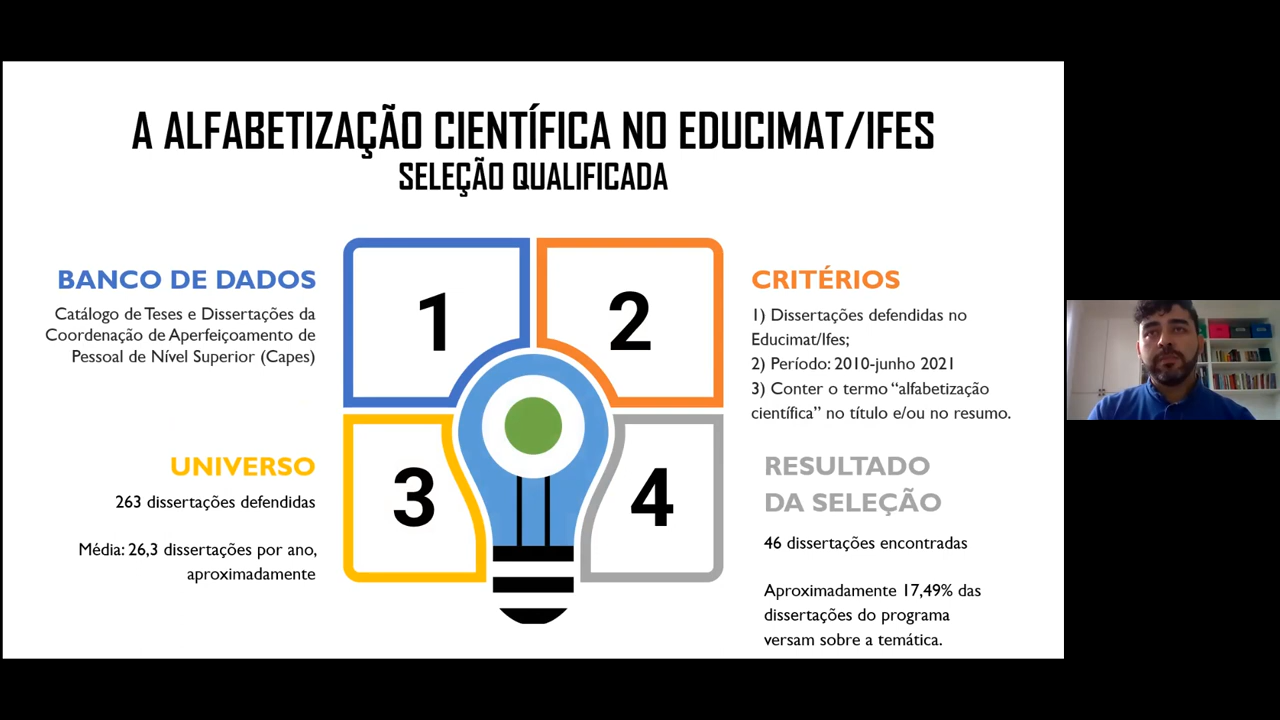 A ALFABETIZAÇÃO CIENTÍFICA NO EDUCIMAT/IFES
SELEÇÃO QUALIFICADA
BANCO DE DADOS
Catálogo de Teses e Dissertações da
Coordenação de Aperfeiçoamento de
Pessoal de Nível Superior (Capes)
1
2
CRITÉRIOS
1) Dissertações defendidas no
Educimat/Ifes;
2) Período: 2010-junho 2021
3) Conter o termo “alfabetização
científica” no título e/ou no resumo.
UNIVERSO
263 dissertações defendidas
Média: 26,3 dissertações por ano,
aproximadamente
3
4
RESULTADO
DA SELEÇÃO
46 dissertações encontradas
Aproximadamente 17,49% das
dissertações do programa
versam sobre a temática.